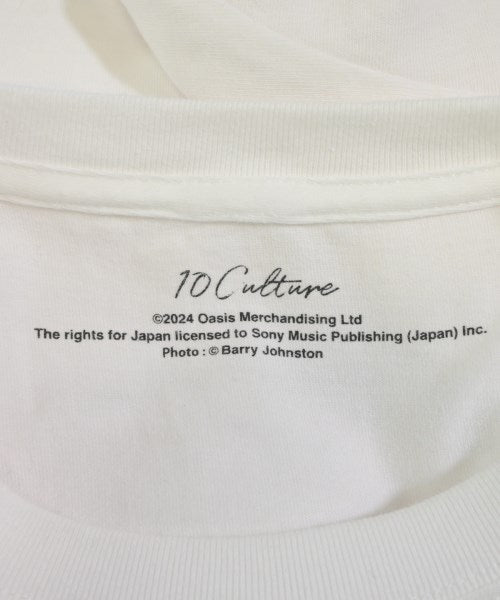 10 Culture
©2024 Oasis Merchandising Ltd
The rights for Japan licensed to Sony Music Publishing (Japan) Inc.
Photo : © Barry Johnston